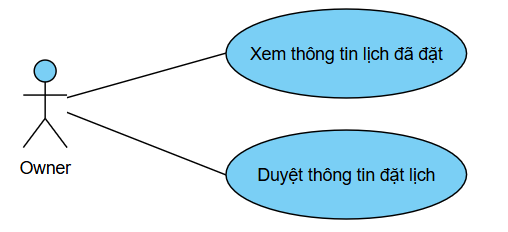 Xem thông tin lịch đã đặt
Owner
Duyệt thông tin đặt lịch